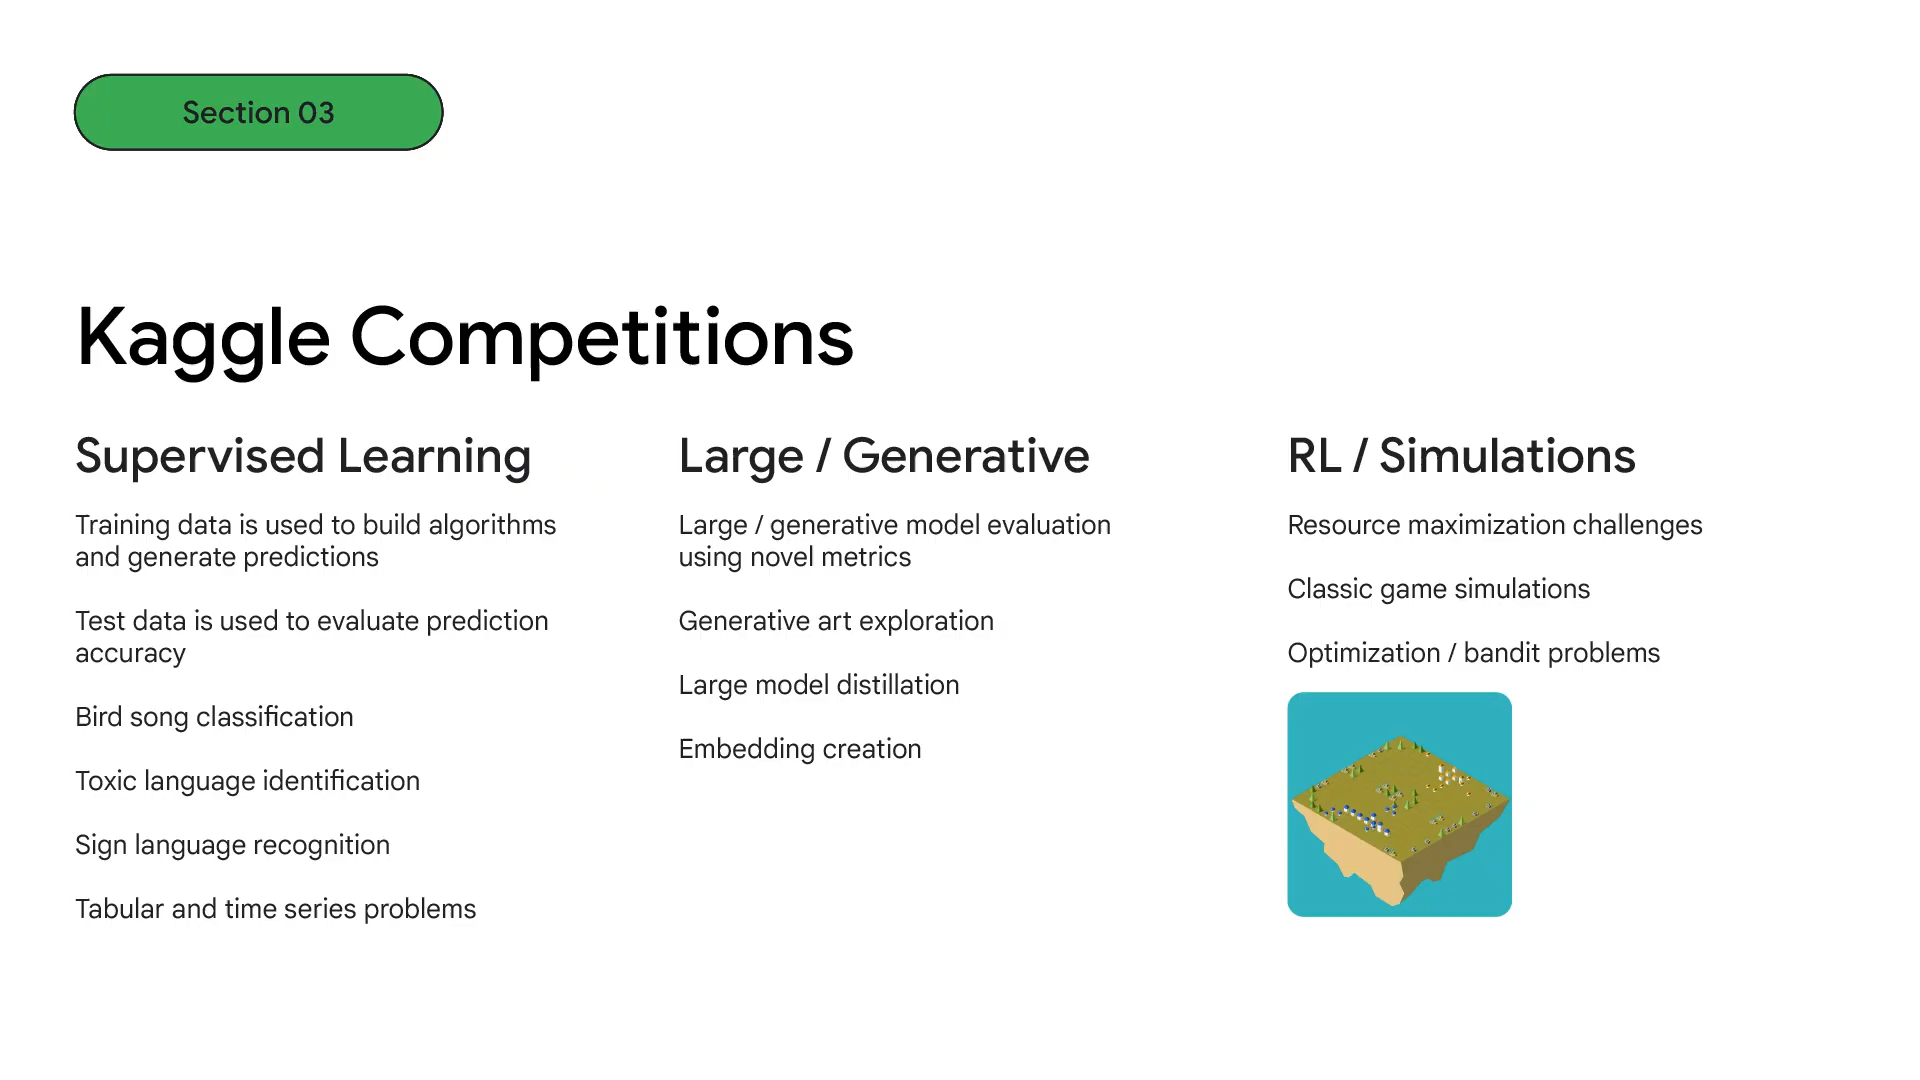 Section 03
Kaggle Competitions
Supervised Learning
Training data is used to build algorithms
and generate predictions
Test data is used to evaluate prediction
accuracy
Bird song classification
Toxic language identification
Sign language recognition
Tabular and time series problems
Large / Generative
Large / generative model evaluation
using novel metrics
Generative art exploration
Large model distillation
Embedding creation
RL / Simulations
Resource maximization challenges
Classic game simulations
Optimization / bandit problems